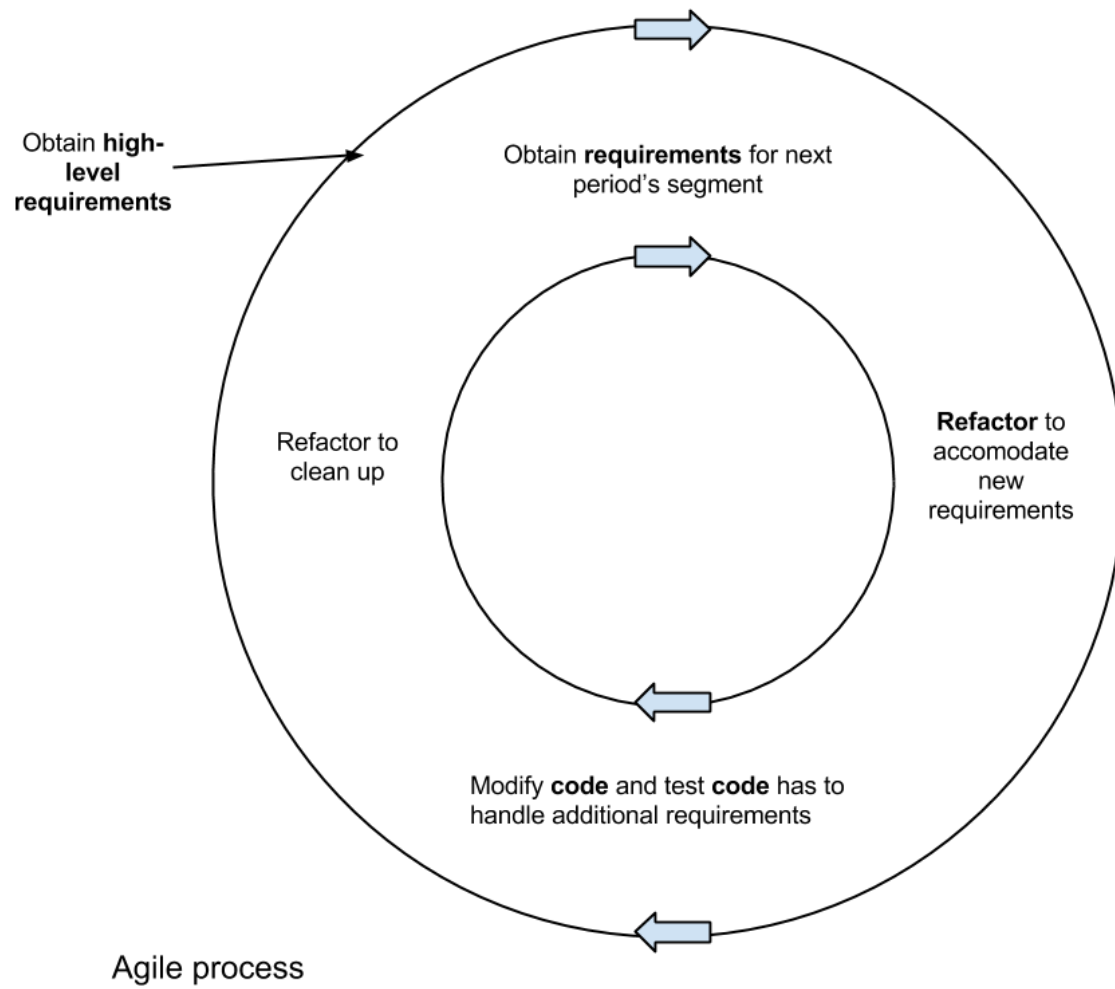 Obtain high-
level
requirements
Obtain requirements for next
period's segment
Refactor to
accomodate
new
requirements
Modify code and test code has to
handle additional requirements
Refactor to
clean up
Agile process